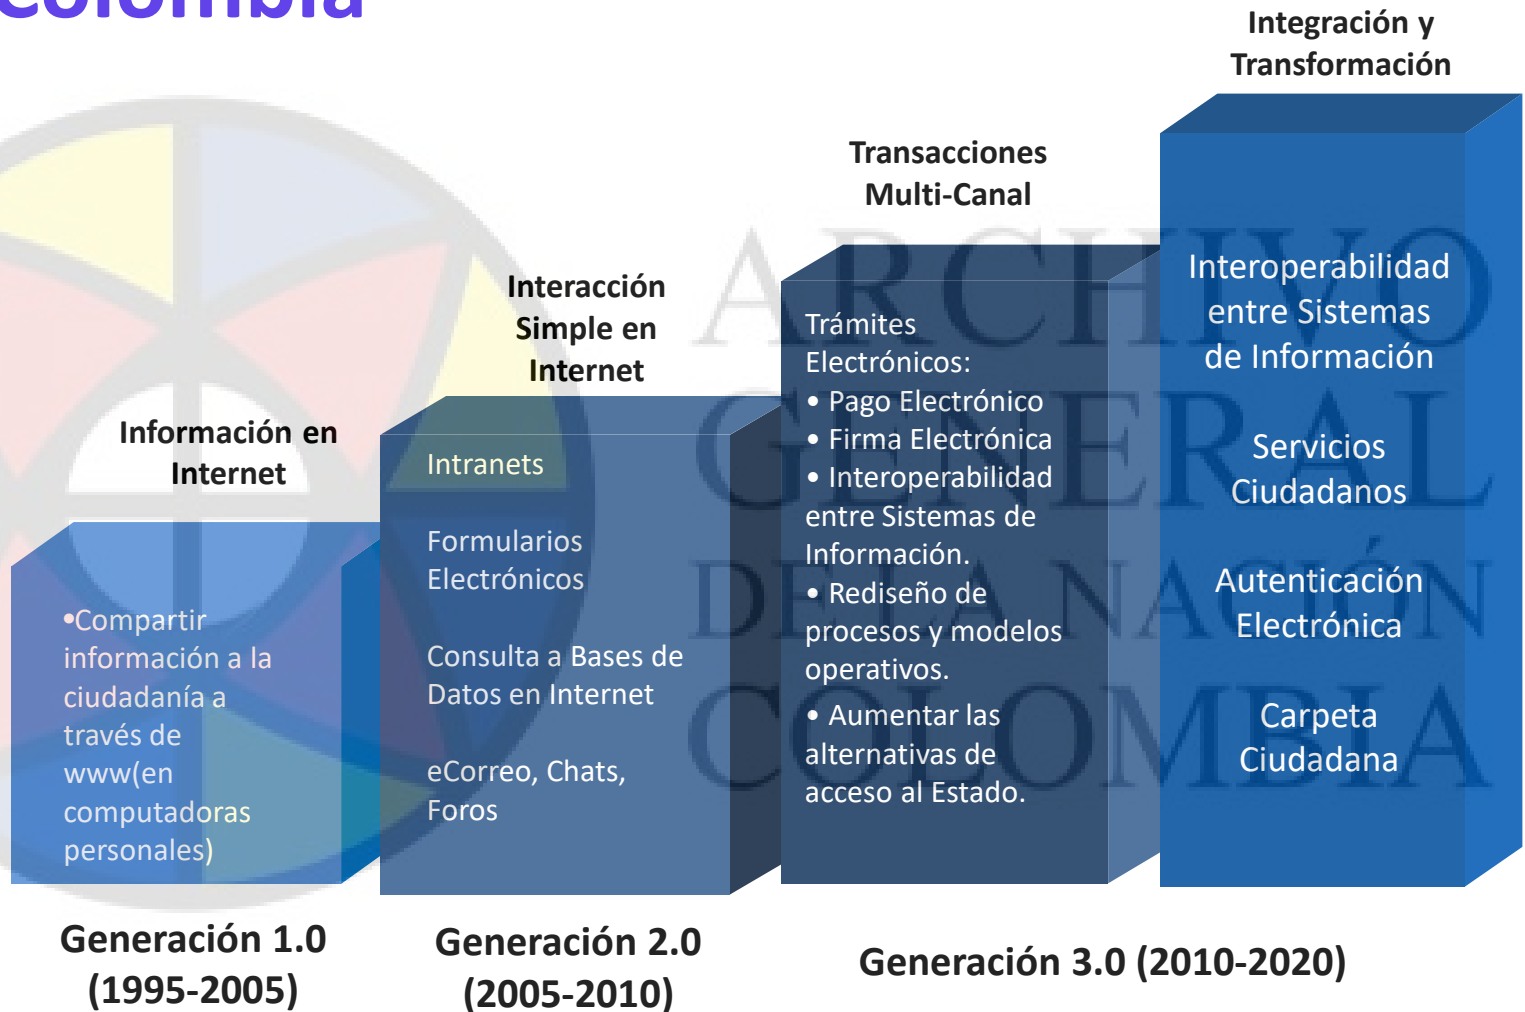 Colombia
Integración y
Transformación
Transacciones
Multi-Canal
Interacción
Simple en
Internet
Información en
Internet
•Compartir
información a la
ciudadanía a
través de
www(en
computadoras
personales)
Intranets
Formularios
Electrónicos
Consulta a Bases de
Datos en Internet
eCorreo, Chats,
Foros
Trámites
Electrónicos:
• Pago Electrónico
• Firma Electrónica
• Interoperabilidad
entre Sistemas de
Información.
• Rediseño de
procesos y modelos
operativos.
• Aumentar las
alternativas de
acceso al Estado.
Interoperabilidad
entre Sistemas
de Información
Servicios
Ciudadanos
Autenticación
Electrónica
Carpeta
Ciudadana
ARCHIVO
GENERAL
DE LA NACIÓN
COLOMBIA
Generación 1.0
(1995-2005)
Generación 2.0
(2005-2010)
Generación 3.0 (2010-2020)